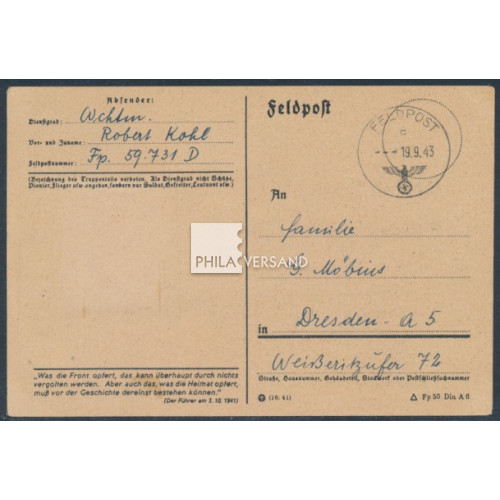 Absender:
Dienstgrad: Wchtm.
Vor- und Zuname: Robert Kohl
Feldpostnummer: Fp. 59.731 D
(Bezeichnung des Truppenteils verboten. Als Dienstgrad nicht Schütze,
Pionier, Flieger usw. angeben, sondern nur Soldat, Gefreiter, Leutnant usw.)
„Was die Front opfert, das kann überhaupt durch nichts
vergolten werden. Aber auch das, was die Heimat opfert,
muß vor der Geschichte dereinst bestehen können.“
(Der Führer am 3. 10. 1941)
Feldpost
FELDPOST
a
--- 19.9.43
An
Familie
G. Möbius
in Dresden-A 5
Weißeritzufer 72
Straße, Hausnummer, Gebäudeteil, Stockwerk oder Postschließfachnummer
(10. 41)
Fp 55 Din A 6
PHILA VERSAND